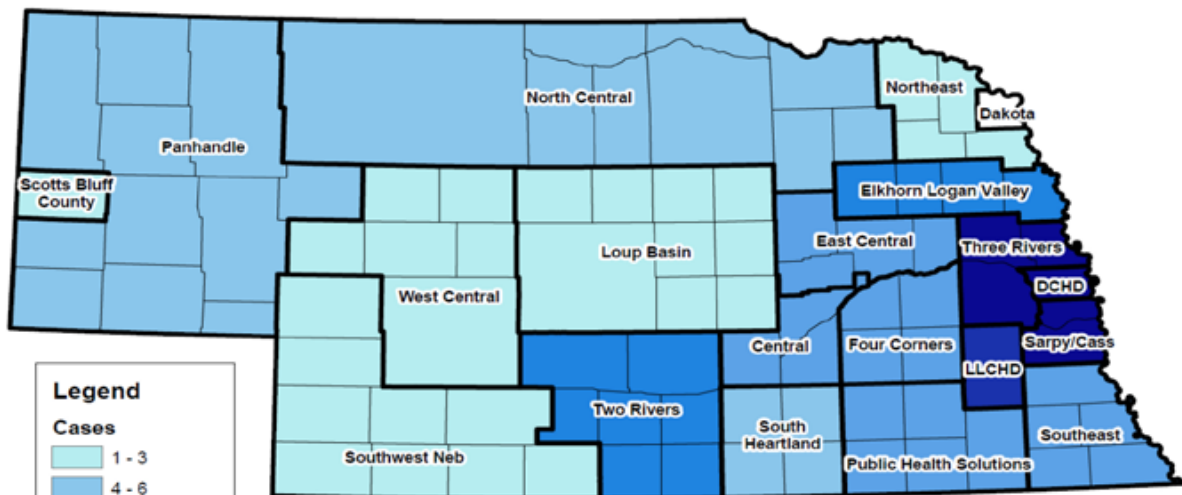 North Central
Northeast
Dakota
Panhandle
Scotts Bluff
County
Elkhorn Logan Valley
East Central
Three Rivers
Loup Basin
DCHD
West Central
Central
Four Corners
Sarpy/Cass
LLCHD
Two Rivers
South
Heartland
Southeast
Southwest Neb
Public Health Solutions
Legend
Cases
1 - 3
4 - 6